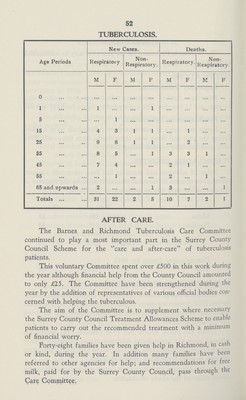 52
TUBERCULOSIS.
Age Periods New Cases. Deaths.
Respiratory Non-Respiratory. Respiratory. Non-Respiratory.
M F M F M F M F
0 ... ... ... ... ... ... ... ... ... ...
1 ... ... 1 ... ... 1 ... ... ... ...
5 ... ... ... 1 ... ... ... ... ... ...
15 ... ... 4 3 1 1 ... 1 ... ...
25 ... ... 9 8 1 1 ... 2 ... ...
35 ... ... 8 5 ... 1 3 3 1 ...
45 ... ... 7 4 ... ... 2 1 ... ...
55 ... ... ... 1 ... ... 2 ... 1 ...
65 and upwards ... 2 ... ... 1 3 ... ... 1
Totals ... ... 31 22 2 5 10 7 2 1
AFTER CARE.
The Barnes and Richmond Tuberculosis Care Committee
continued to play a most important part in the Surrey County
Council Scheme for the "care and after-care" of tuberculous
patients.
This voluntary Committee spent over £500 in this work during
the year although financial help from the County Council amounted
to only £25. The Committee have been strengthened during the
year by the addition of representatives of various official bodies con-
cerned with helping the tuberculous.
The aim of the Committee is to supplement where necessary
the Surrey County Council Treatment Allowances Scheme to enable
patients to carry out the recommended treatment with a minimum
of financial worry.
Forty-eight families have been given help in Richmond, in cash
or kind, during the year. In addition many families have been
referred to other agencies for help; and recommendations for free
milk, paid for by the Surrey County Council, pass through the
Care Committee.